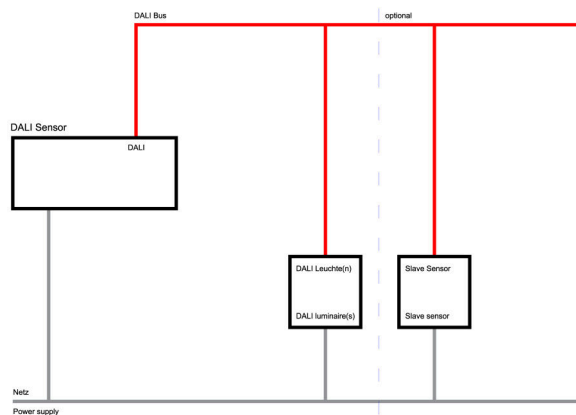 DALI Bus
optional
DALI Sensor
DALI
DALI Leuchte(n)
DALI luminaire(s)
Slave Sensor
Slave sensor
Netz
Power supply